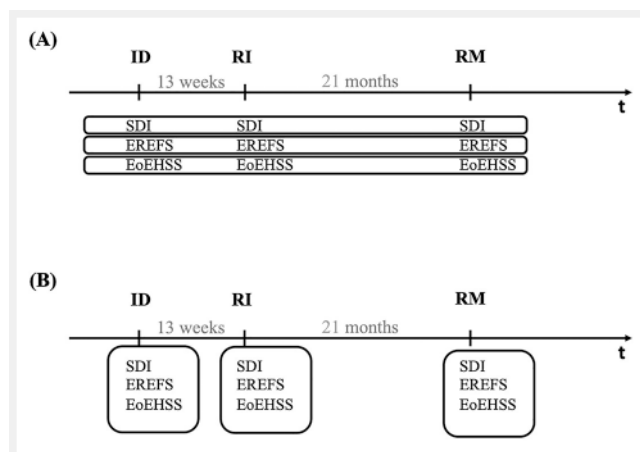 (A)
ID RI RM
13 weeks 21 months
t
SDI SDI SDI
EREFS EREFS EREFS
EoEHSS EoEHSS EoEHSS
(B)
ID RI RM
13 weeks 21 months
t
SDI SDI SDI
EREFS EREFS EREFS
EoEHSS EoEHSS EoEHSS